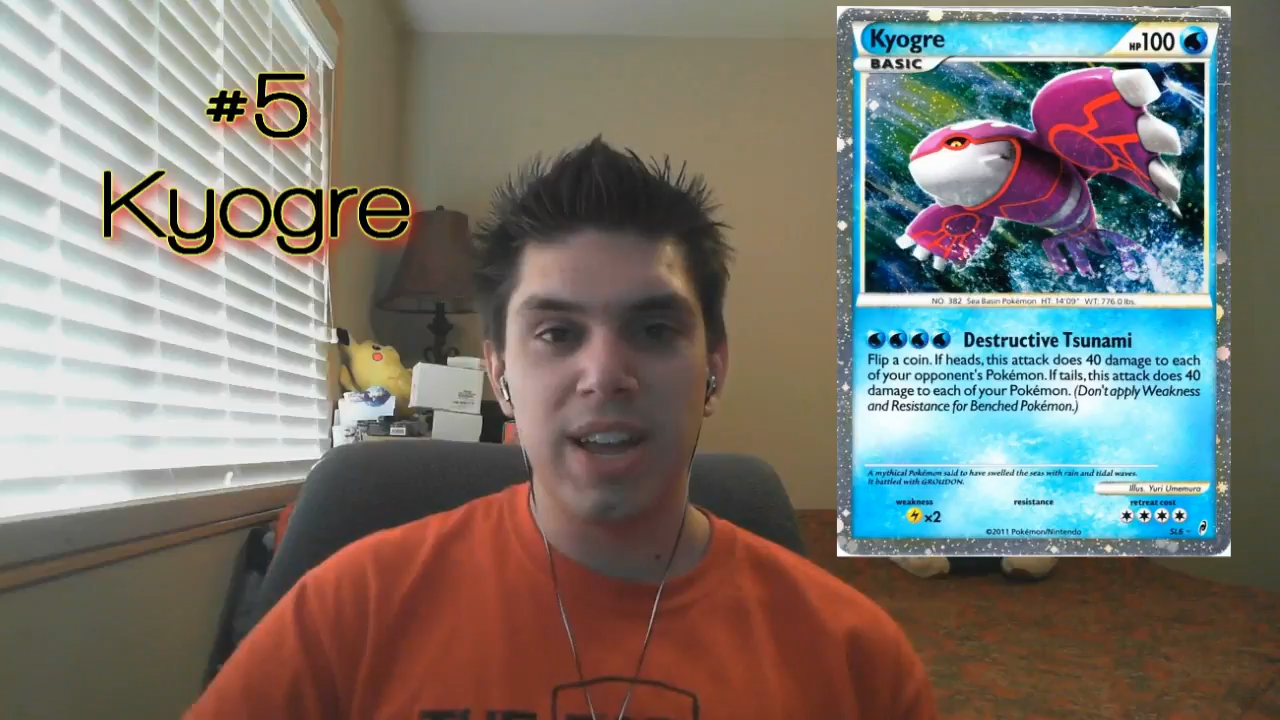 #5
Kyogre
Kyogre
HP100
BASIC
NO. 382 Sea Basin Pokémon HT: 14'09" WT: 776.0 lbs.
Destructive Tsunami
Flip a coin. If heads, this attack does 40 damage to each
of your opponent's Pokémon. If tails, this attack does 40
damage to each of your Pokémon. (Don't apply Weakness
and Resistance for Benched Pokémon.)
A mythical Pokémon said to have swelled the seas with rain and tidal waves.
It battled with GROUDON.
Illus. Yuri Umemura
weakness
resistance
retreat cost
x2
©2011 Pokémon/Nintendo
SL6
THE